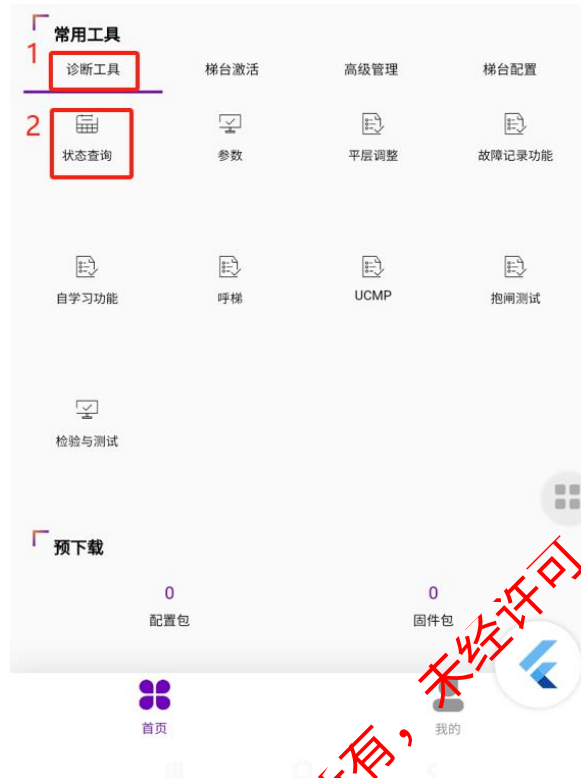 常用工具
1
诊断工具 梯台激活 高级管理 梯台配置
2
状态查询 参数 平层调整 故障记录功能
自学习功能 呼梯 UCMP 抱闸测试
检验与测试
预下载
0 0
配置包 固件包
首页 我的
有，未经许可